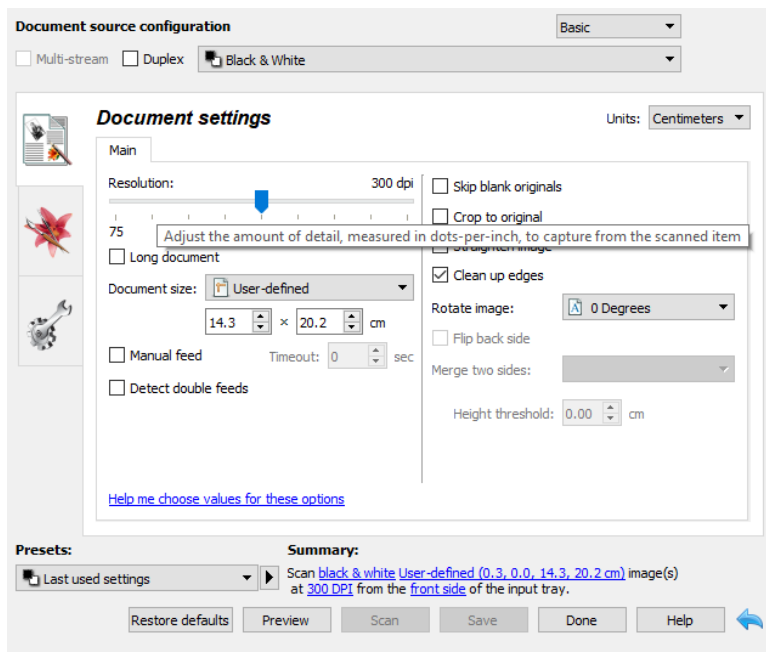 Document source configuration
Basic
Multi-stream Duplex Black & White
Document settings
Units: Centimeters
Main
Resolution: 300 dpi
75
Adjust the amount of detail, measured in dots-per-inch, to capture from the scanned item
Long document
Document size: User-defined
14.3 × 20.2 cm
Manual feed Timeout: 0 sec
Detect double feeds
Help me choose values for these options
Skip blank originals
Crop to original
Straighten image
Clean up edges
Rotate image: A 0 Degrees
Flip back side
Merge two sides:
Height threshold: 0.00 cm
Presets:
Last used settings
Summary:
Scan black & white User-defined (0.3, 0.0, 14.3, 20.2 cm) image(s)
at 300 DPI from the front side of the input tray.
Restore defaults Preview Scan Save Done Help